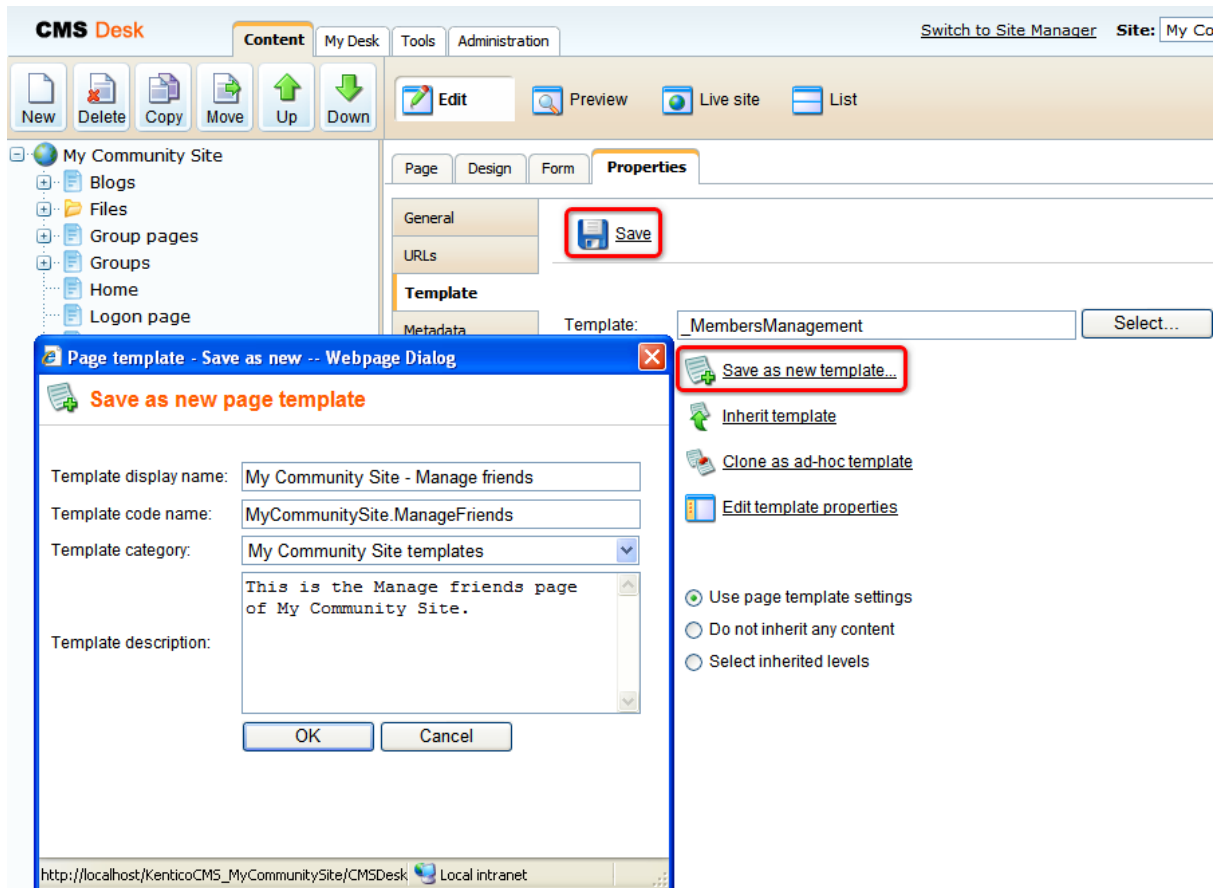 CMS Desk
Content
My Desk
Tools
Administration
Switch to Site Manager
Site: My Co
New
Delete
Copy
Move
Up
Down
Edit
Preview
Live site
List
My Community Site
Blogs
Files
Group pages
Groups
Home
Logon page
Page
Design
Form
Properties
General
URLs
Template
Metadata
Save
Template: _MembersManagement
Select...
Save as new template...
Inherit template
Clone as ad-hoc template
Edit template properties
Use page template settings
Do not inherit any content
Select inherited levels
Page template - Save as new -- Webpage Dialog
Save as new page template
Template display name: My Community Site - Manage friends
Template code name: MyCommunitySite.ManageFriends
Template category: My Community Site templates
Template description:
This is the Manage friends page
of My Community Site.
OK
Cancel
http://localhost/KenticoCMS_MyCommunitySite/CMSDesk
Local intranet